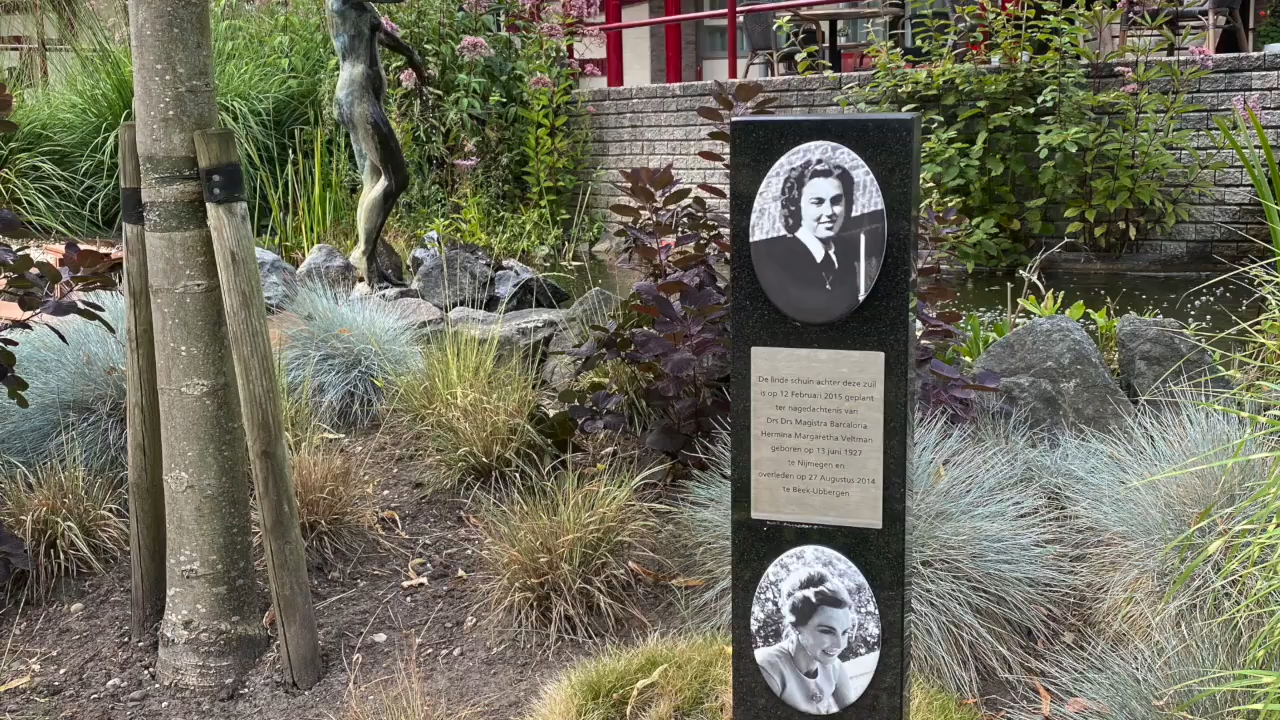 De linde schuin achter deze zuil
is op 12 Februari 2015 geplant
ter nagedachtenis van
Drs Drs Magistra Barcaloria
Hermina Margaretha Veltman
geboren op 13 juni 1927
te Nijmegen en
overleden op 27 Augustus 2014
te Beek-Ubbergen